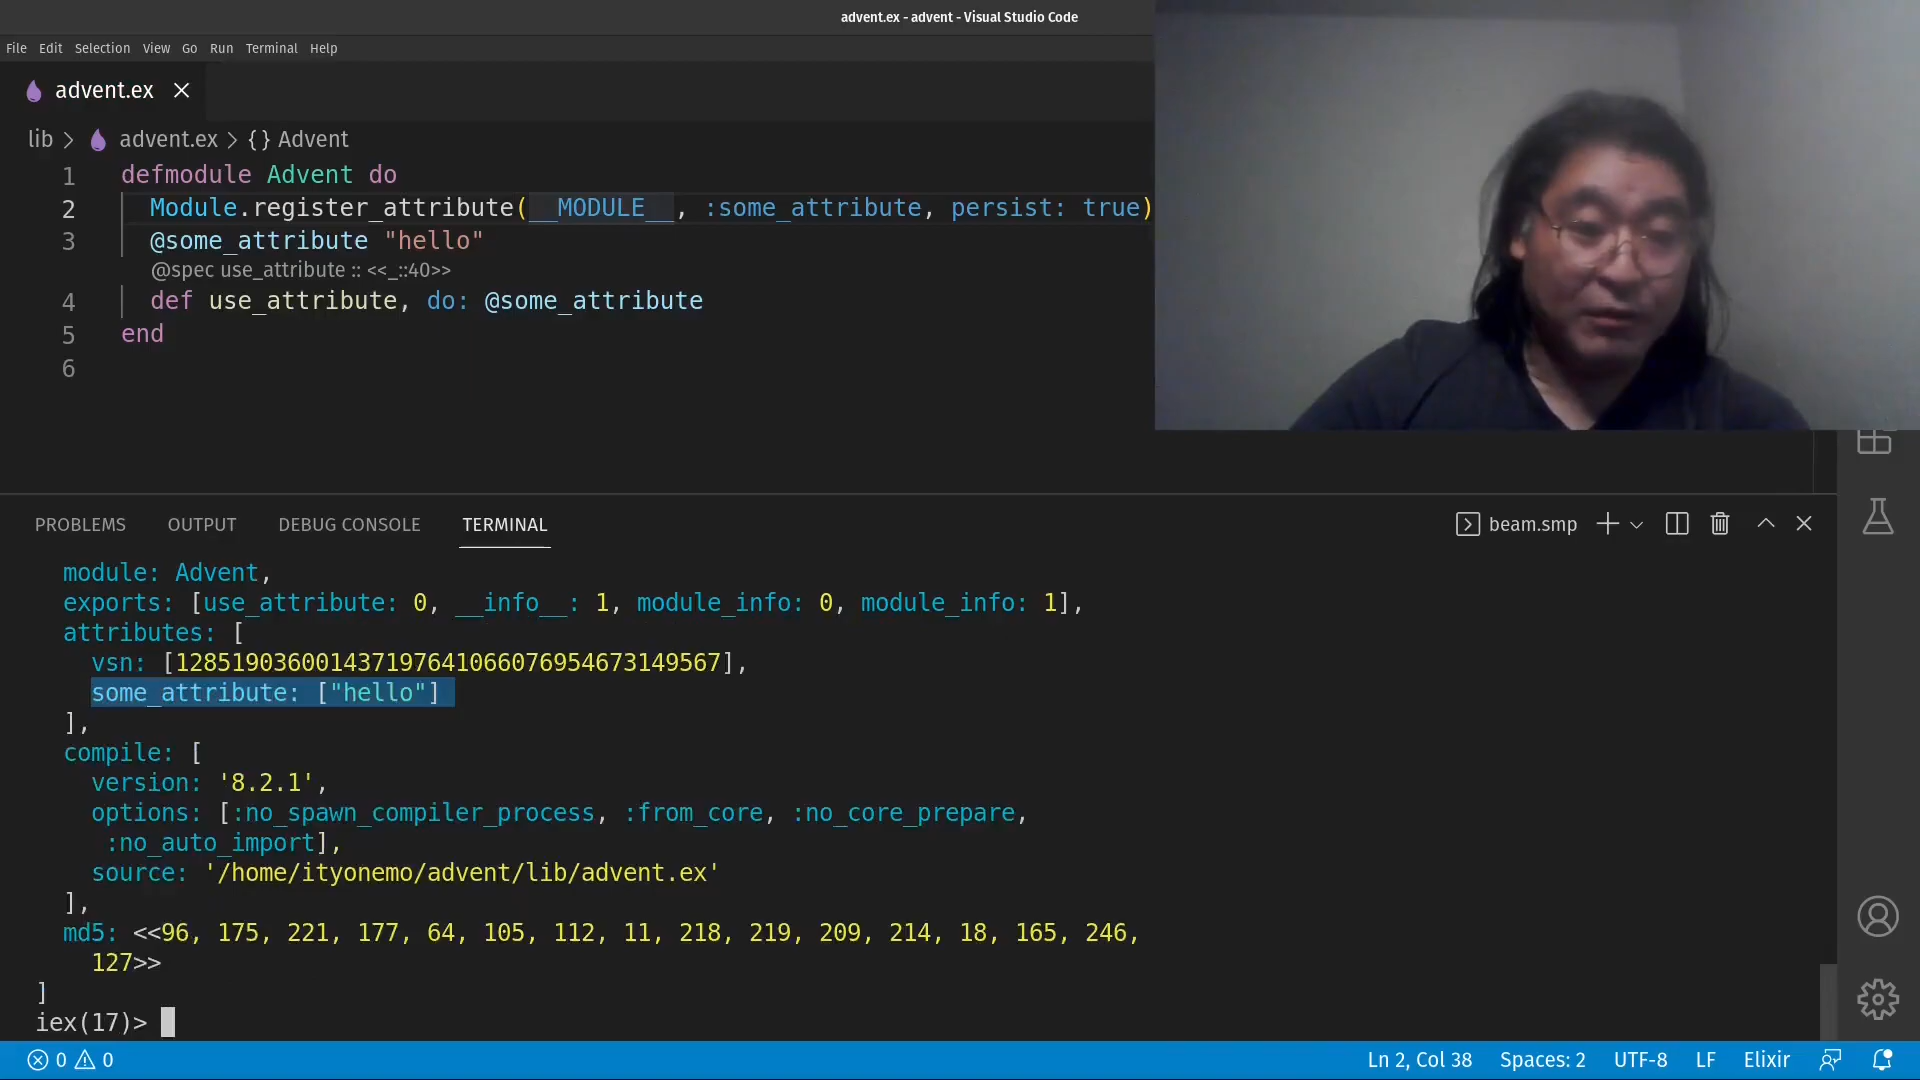 advent.ex - advent - Visual Studio Code
File Edit Selection View Go Run Terminal Help
advent.ex
lib > advent.ex > {} Advent
1 defmodule Advent do
2 Module.register_attribute(__MODULE__, :some_attribute, persist: true)
3 @some_attribute "hello"
@spec use_attribute :: <<_::40>>
4 def use_attribute, do: @some_attribute
5 end
6
PROBLEMS OUTPUT DEBUG CONSOLE TERMINAL beam.smp
module: Advent,
exports: [use_attribute: 0, __info__: 1, module_info: 0, module_info: 1],
attributes: [
vsn: [128519036001437197641066076954673149567],
some_attribute: ["hello"]
],
compile: [
version: '8.2.1',
options: [:no_spawn_compiler_process, :from_core, :no_core_prepare,
:no_auto_import],
source: '/home/ityonemo/advent/lib/advent.ex'
],
md5: <<96, 175, 221, 177, 64, 105, 112, 11, 218, 219, 209, 214, 18, 165, 246,
127>>
]
iex(17)>
0 0 Ln 2, Col 38 Spaces: 2 UTF-8 LF Elixir